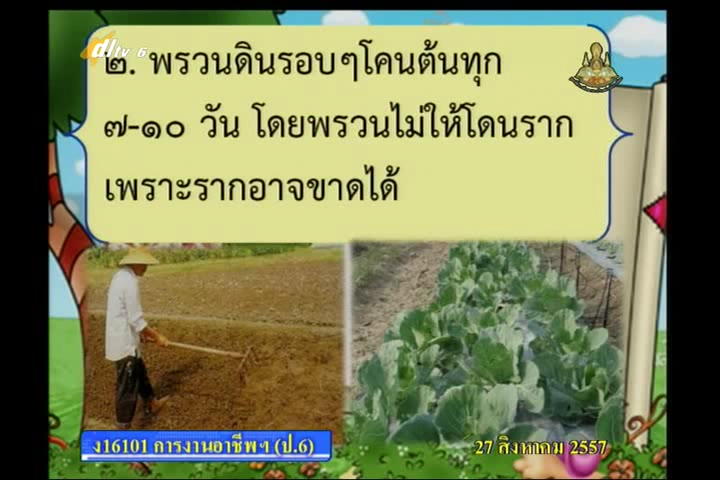 dltv 6
๒. พรวนดินรอบๆโคนต้นทุก
๗-๑๐ วัน โดยพรวนไม่ให้โดนราก
เพราะรากอาจขาดได้
ง16101 การงานอาชีพฯ (ป.6)
27 สิงหาคม 2557